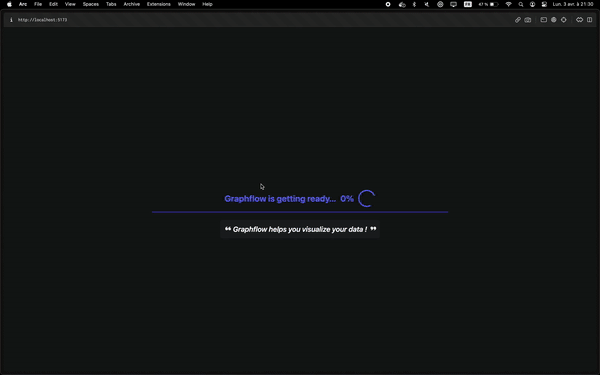 Arc File Edit View Spaces Tabs Archive Extensions Window Help 47 % Lun. 3 avr. à 21:30
http://localhost:5173
Graphflow is getting ready... 0%
❝ Graphflow helps you visualize your data ! ❞